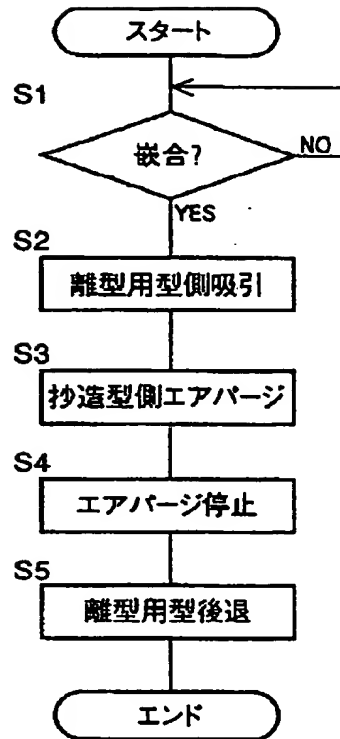 スタート
S1
嵌合?
NO
YES
S2
離型用型側吸引
S3
抄造型側エアパージ
S4
エアパージ停止
S5
離型用型後退
エンド